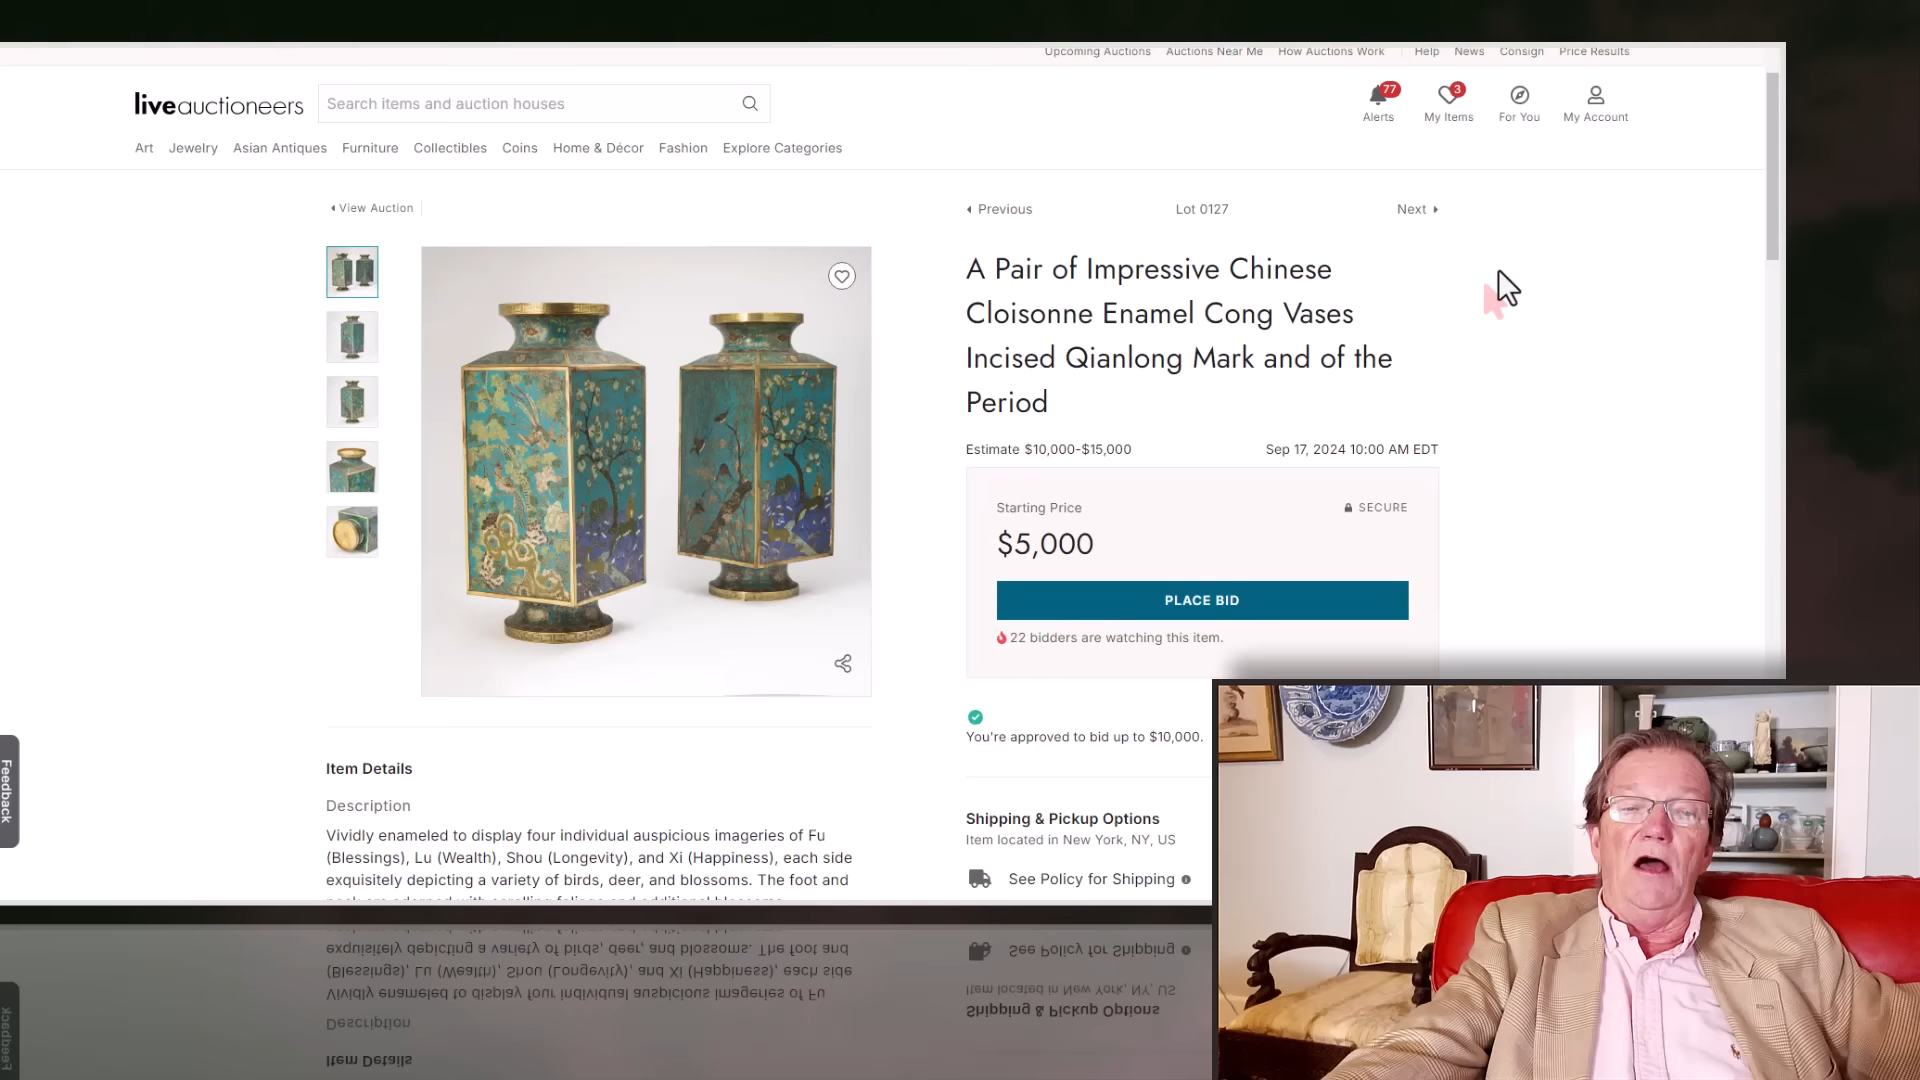 Upcoming Auctions Auctions Near Me How Auctions Work Help News Consign Price Results
liveauctioneers
Search items and auction houses
77
3
Alerts My Items For You My Account
Art Jewelry Asian Antiques Furniture Collectibles Coins Home & Décor Fashion Explore Categories
View Auction
Previous Lot 0127 Next
A Pair of Impressive Chinese
Cloisonne Enamel Cong Vases
Incised Qianlong Mark and of the
Period
Estimate $10,000-$15,000 Sep 17, 2024 10:00 AM EDT
Starting Price SECURE
$5,000
PLACE BID
22 bidders are watching this item.
You're approved to bid up to $10,000.
Shipping & Pickup Options
Item located in New York, NY, US
See Policy for Shipping
Item Details
Description
Vividly enameled to display four individual auspicious imageries of Fu
(Blessings), Lu (Wealth), Shou (Longevity), and Xi (Happiness), each side
exquisitely depicting a variety of birds, deer, and blossoms. The foot and
Feedback